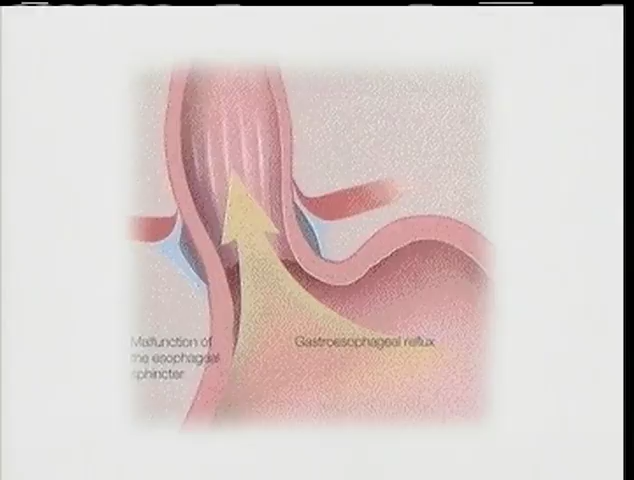 Malfunction of
the esophageal
sphincter
Gastroesophageal reflux